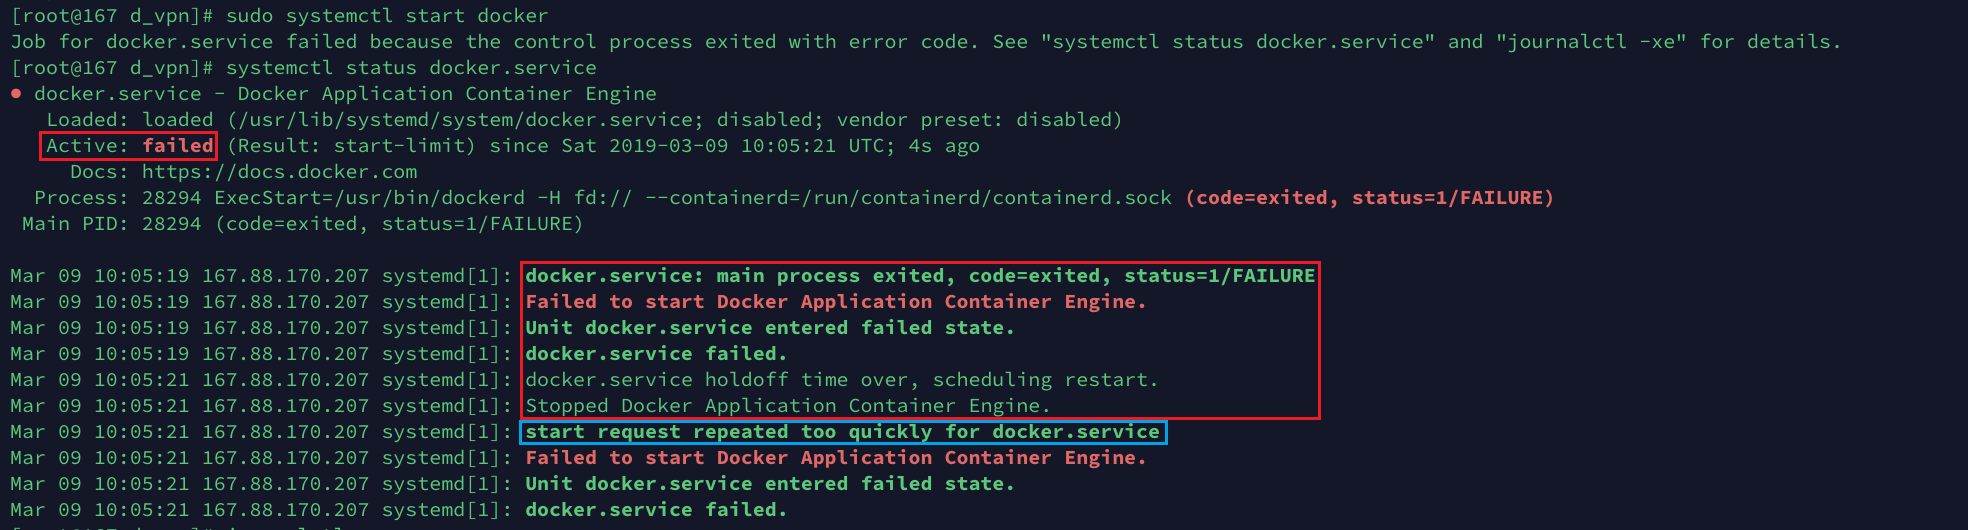 [root@167 d_vpn]# sudo systemctl start docker
Job for docker.service failed because the control process exited with error code. See "systemctl status docker.service" and "journalctl -xe" for details.
[root@167 d_vpn]# systemctl status docker.service
● docker.service - Docker Application Container Engine
Loaded: loaded (/usr/lib/systemd/system/docker.service; disabled; vendor preset: disabled)
Active: failed (Result: start-limit) since Sat 2019-03-09 10:05:21 UTC; 4s ago
Docs: https://docs.docker.com
Process: 28294 ExecStart=/usr/bin/dockerd -H fd:// --containerd=/run/containerd/containerd.sock (code=exited, status=1/FAILURE)
Main PID: 28294 (code=exited, status=1/FAILURE)
Mar 09 10:05:19 167.88.170.207 systemd[1]: docker.service: main process exited, code=exited, status=1/FAILURE
Mar 09 10:05:19 167.88.170.207 systemd[1]: Failed to start Docker Application Container Engine.
Mar 09 10:05:19 167.88.170.207 systemd[1]: Unit docker.service entered failed state.
Mar 09 10:05:19 167.88.170.207 systemd[1]: docker.service failed.
Mar 09 10:05:21 167.88.170.207 systemd[1]: docker.service holdoff time over, scheduling restart.
Mar 09 10:05:21 167.88.170.207 systemd[1]: Stopped Docker Application Container Engine.
Mar 09 10:05:21 167.88.170.207 systemd[1]: start request repeated too quickly for docker.service
Mar 09 10:05:21 167.88.170.207 systemd[1]: Failed to start Docker Application Container Engine.
Mar 09 10:05:21 167.88.170.207 systemd[1]: Unit docker.service entered failed state.
Mar 09 10:05:21 167.88.170.207 systemd[1]: docker.service failed.